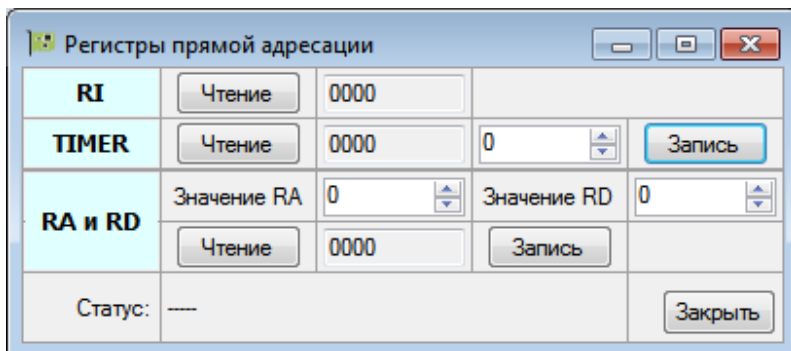 Регистры прямой адресации
RI Чтение 0000
TIMER Чтение 0000 0 Запись
RA и RD Значение RA 0 Значение RD 0
Чтение 0000 Запись
Статус: ----- Закрыть